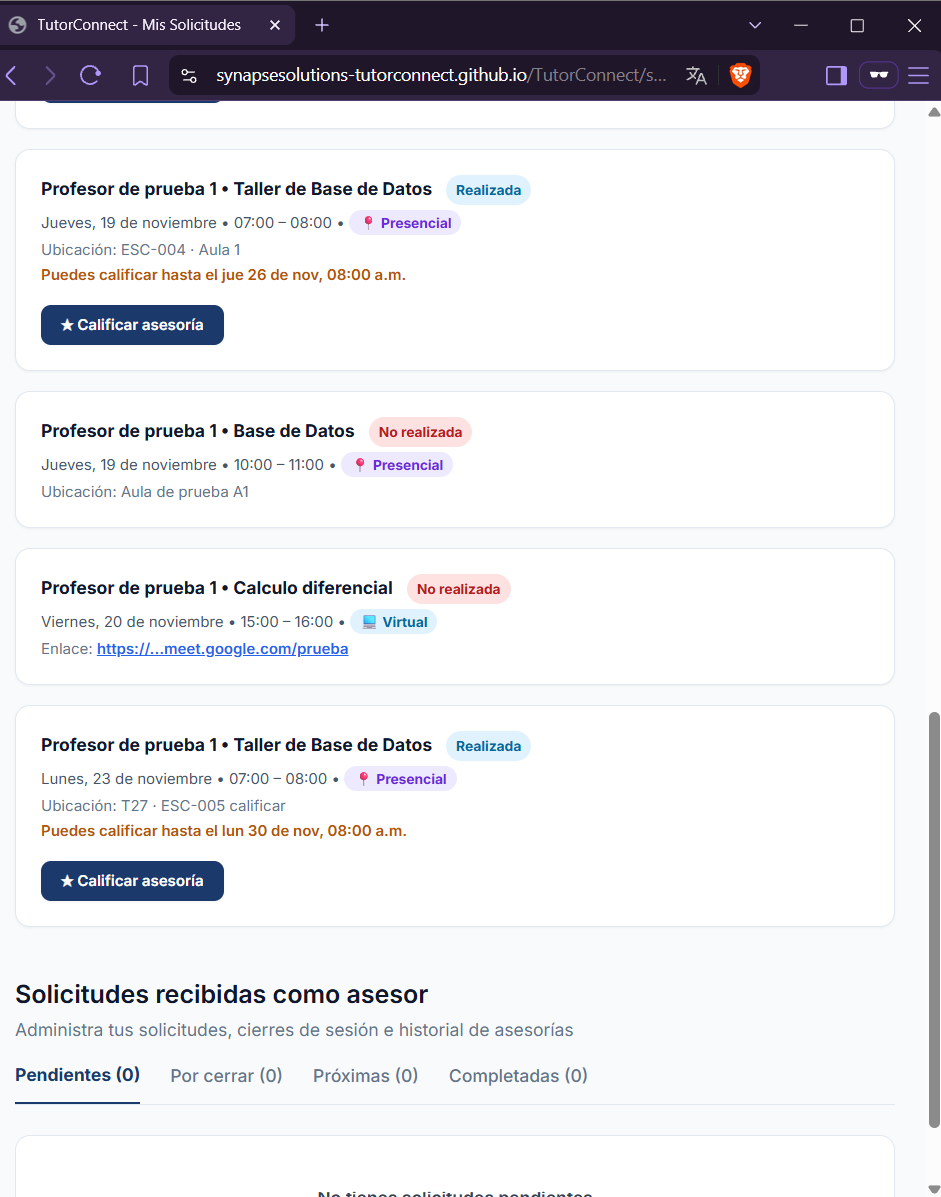 TutorConnect - Mis Solicitudes
synapsesolutions-tutorconnect.github.io/TutorConnect/s...
Profesor de prueba 1 • Taller de Base de Datos Realizada
Jueves, 19 de noviembre • 07:00 – 08:00 • Presencial
Ubicación: ESC-004 · Aula 1
Puedes calificar hasta el jue 26 de nov, 08:00 a.m.
★ Calificar asesoría
Profesor de prueba 1 • Base de Datos No realizada
Jueves, 19 de noviembre • 10:00 – 11:00 • Presencial
Ubicación: Aula de prueba A1
Profesor de prueba 1 • Calculo diferencial No realizada
Viernes, 20 de noviembre • 15:00 – 16:00 • Virtual
Enlace: https://...meet.google.com/prueba
Profesor de prueba 1 • Taller de Base de Datos Realizada
Lunes, 23 de noviembre • 07:00 – 08:00 • Presencial
Ubicación: T27 · ESC-005 calificar
Puedes calificar hasta el lun 30 de nov, 08:00 a.m.
★ Calificar asesoría
Solicitudes recibidas como asesor
Administra tus solicitudes, cierres de sesión e historial de asesorías
Pendientes (0) Por cerrar (0) Próximas (0) Completadas (0)
No tienes solicitudes pendientes